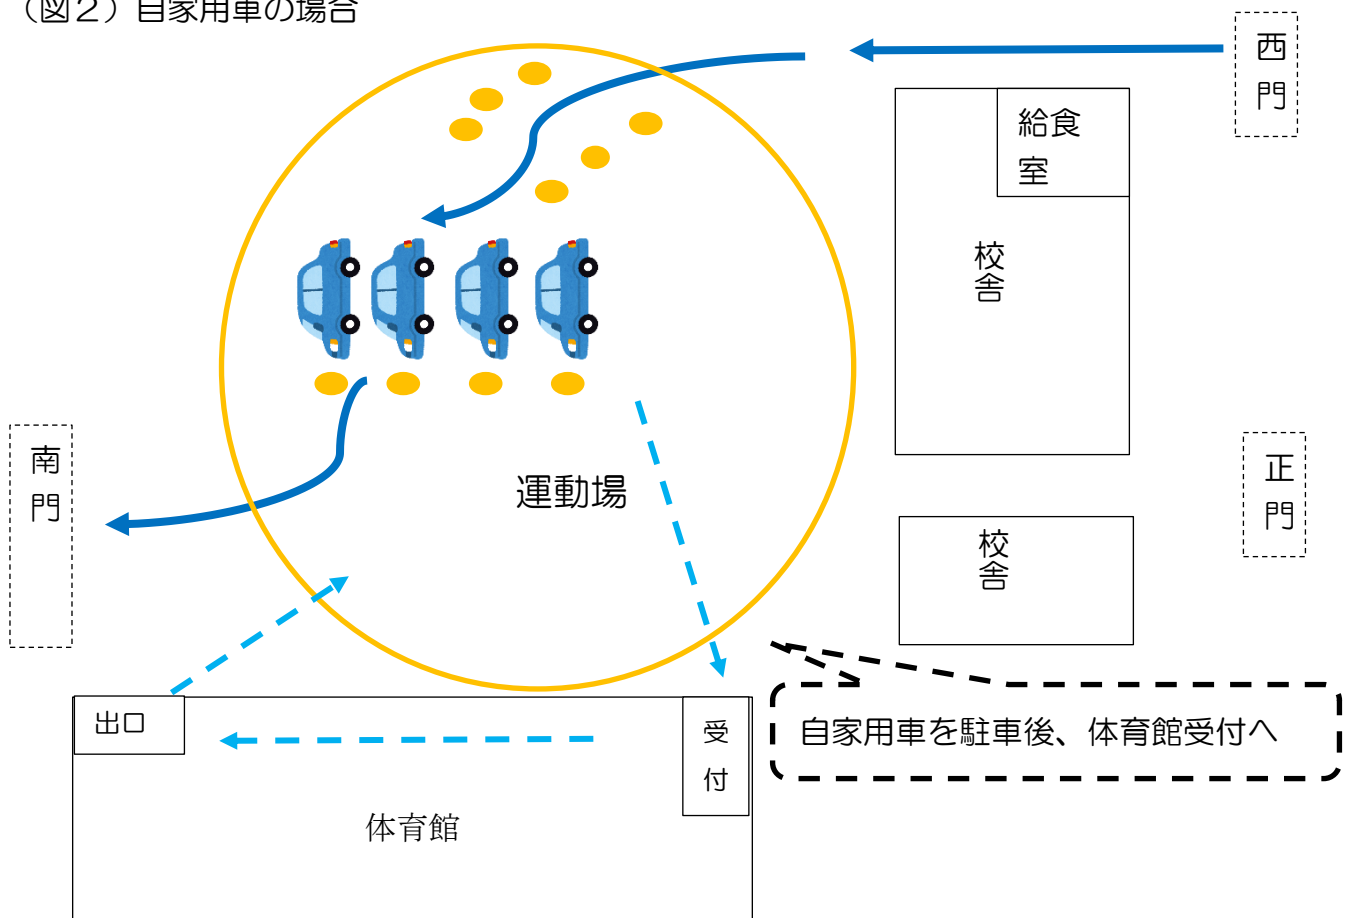 （図２）自家用車の場合
西門
給食
室
校舎
南門
運動場
正門
校舎
出口
受付
自家用車を駐車後、体育館受付へ
体育館